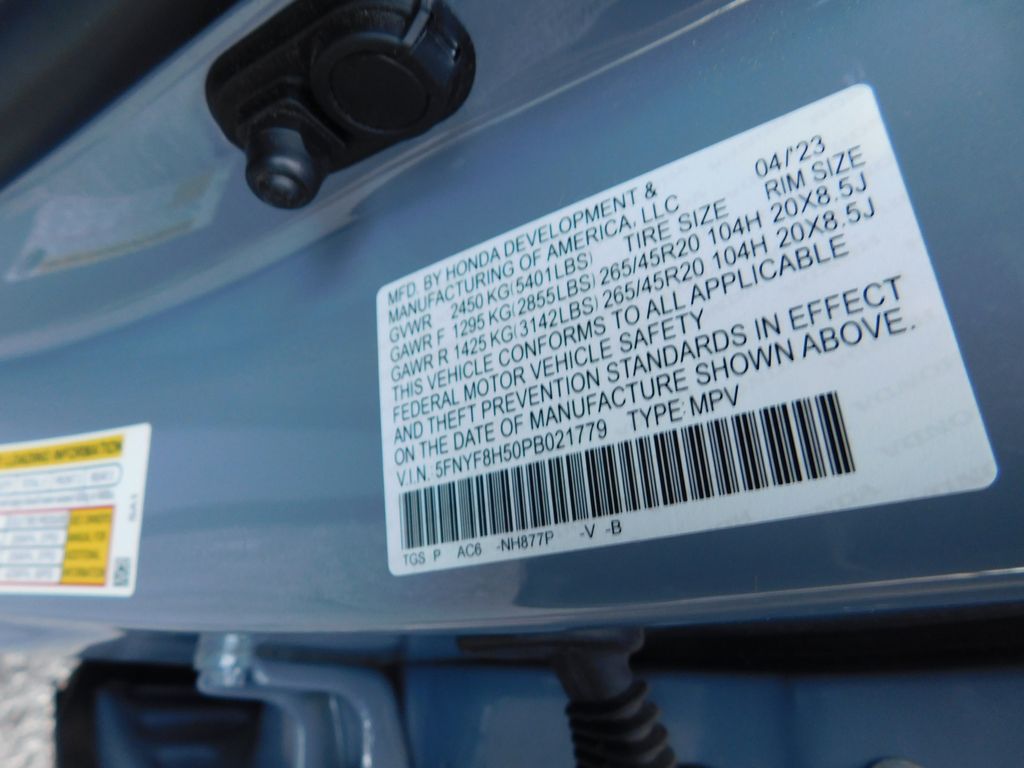 MFD. BY HONDA DEVELOPMENT &
MANUFACTURING OF AMERICA, LLC 04/'23
GVWR 2450 KG(5401LBS) TIRE SIZE RIM SIZE
GAWR F 1295 KG(2855LBS) 265/45R20 104H 20X8.5J
GAWR R 1425 KG(3142LBS) 265/45R20 104H 20X8.5J
THIS VEHICLE CONFORMS TO ALL APPLICABLE
FEDERAL MOTOR VEHICLE SAFETY
AND THEFT PREVENTION STANDARDS IN EFFECT
ON THE DATE OF MANUFACTURE SHOWN ABOVE.
V.I.N.: 5FNYF8H50PB021779 TYPE: MPV
TGS P AC6 -NH877P -V -B
LOADING INFORMATION